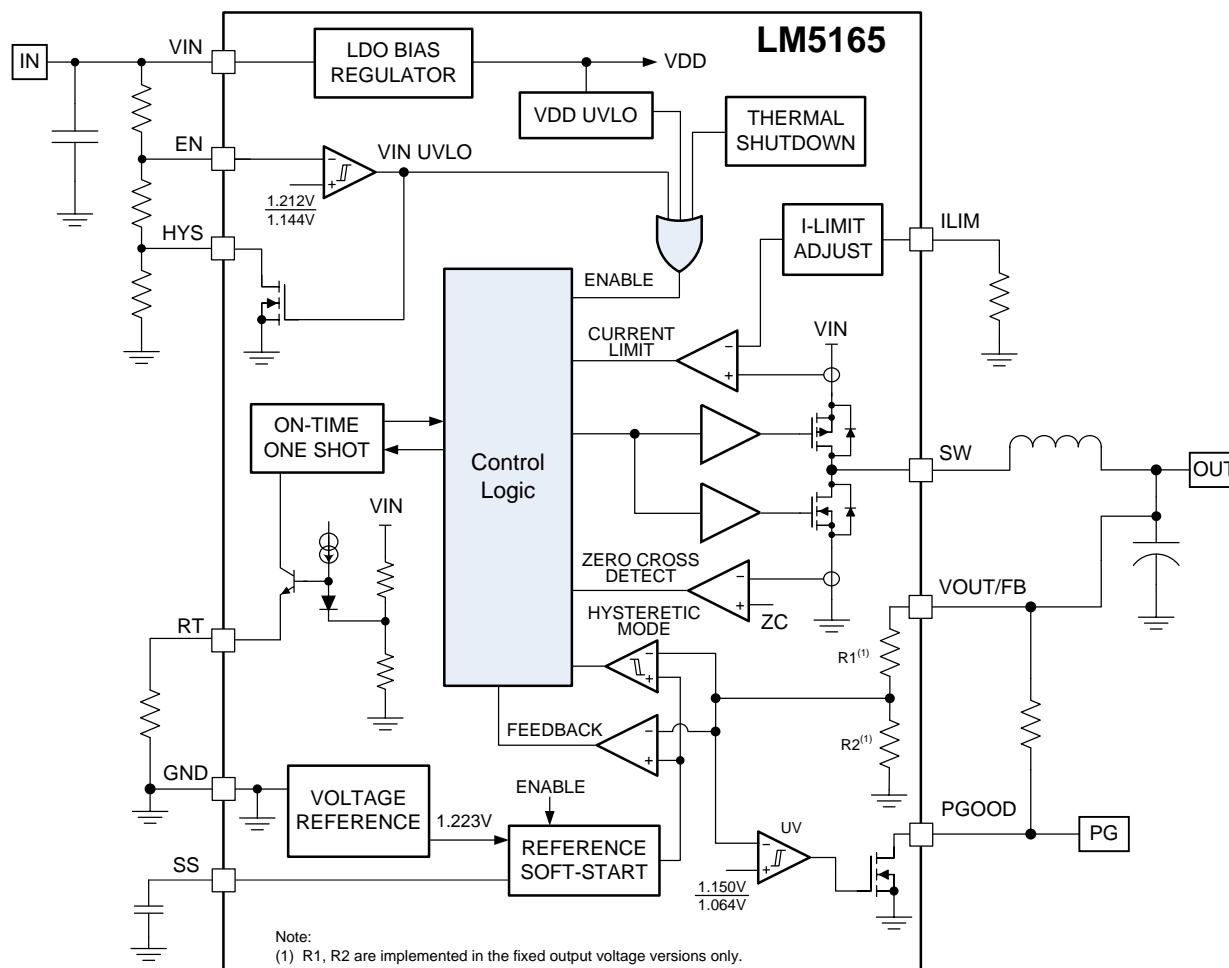 LM5165
IN
VIN
LDO BIAS
REGULATOR
VDD
VDD UVLO
THERMAL
SHUTDOWN
EN
VIN UVLO
−
+
1.212V
1.144V
HYS
I-LIMIT
ADJUST
ILIM
ENABLE
CURRENT
LIMIT
−
+
VIN
ON-TIME
ONE SHOT
Control
Logic
SW
OUT
VIN
ZERO CROSS
DETECT
−
+
ZC
VOUT/FB
HYSTERETIC
MODE
−
+
RT
R1(1)
FEEDBACK
−
+
R2(1)
GND
VOLTAGE
REFERENCE
1.223V
ENABLE
REFERENCE
SOFT-START
UV
−
+
1.150V
1.064V
PGOOD
PG
SS
Note:
(1) R1, R2 are implemented in the fixed output voltage versions only.